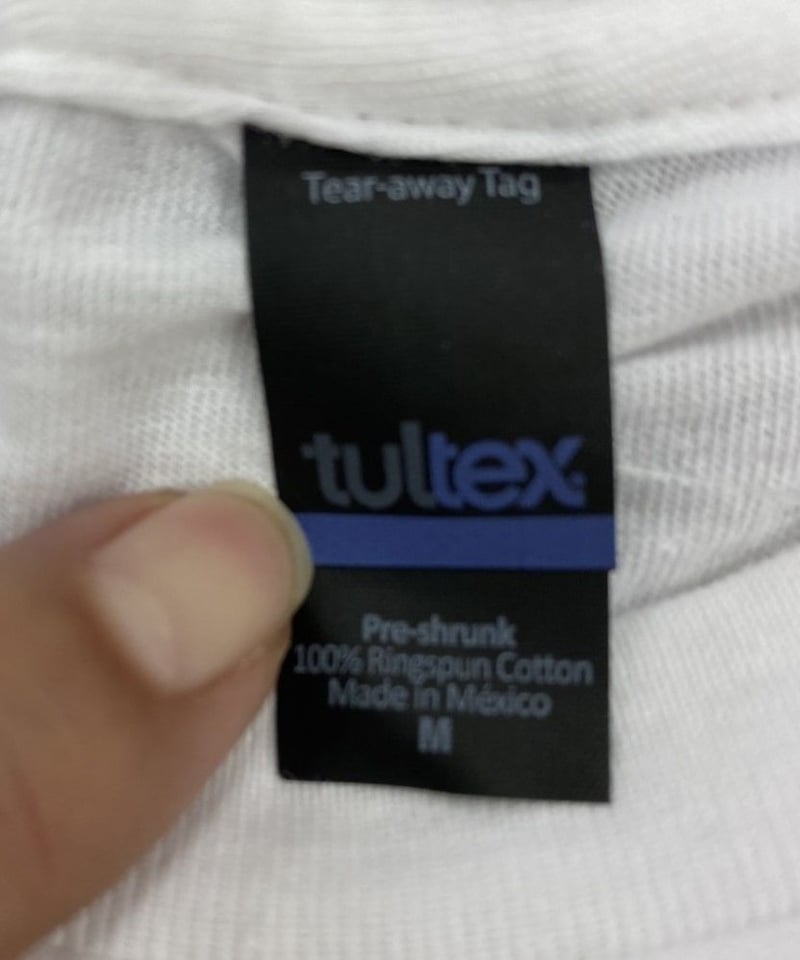 Tear-away Tag
tultex
Pre-shrunk
100% Ringspun Cotton
Made in México
M